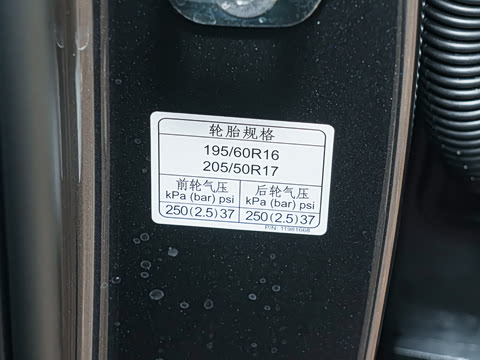 轮胎规格
195/60R16
205/50R17
前轮气压 后轮气压
kPa (bar) psi kPa (bar) psi
250(2.5)37 250(2.5)37